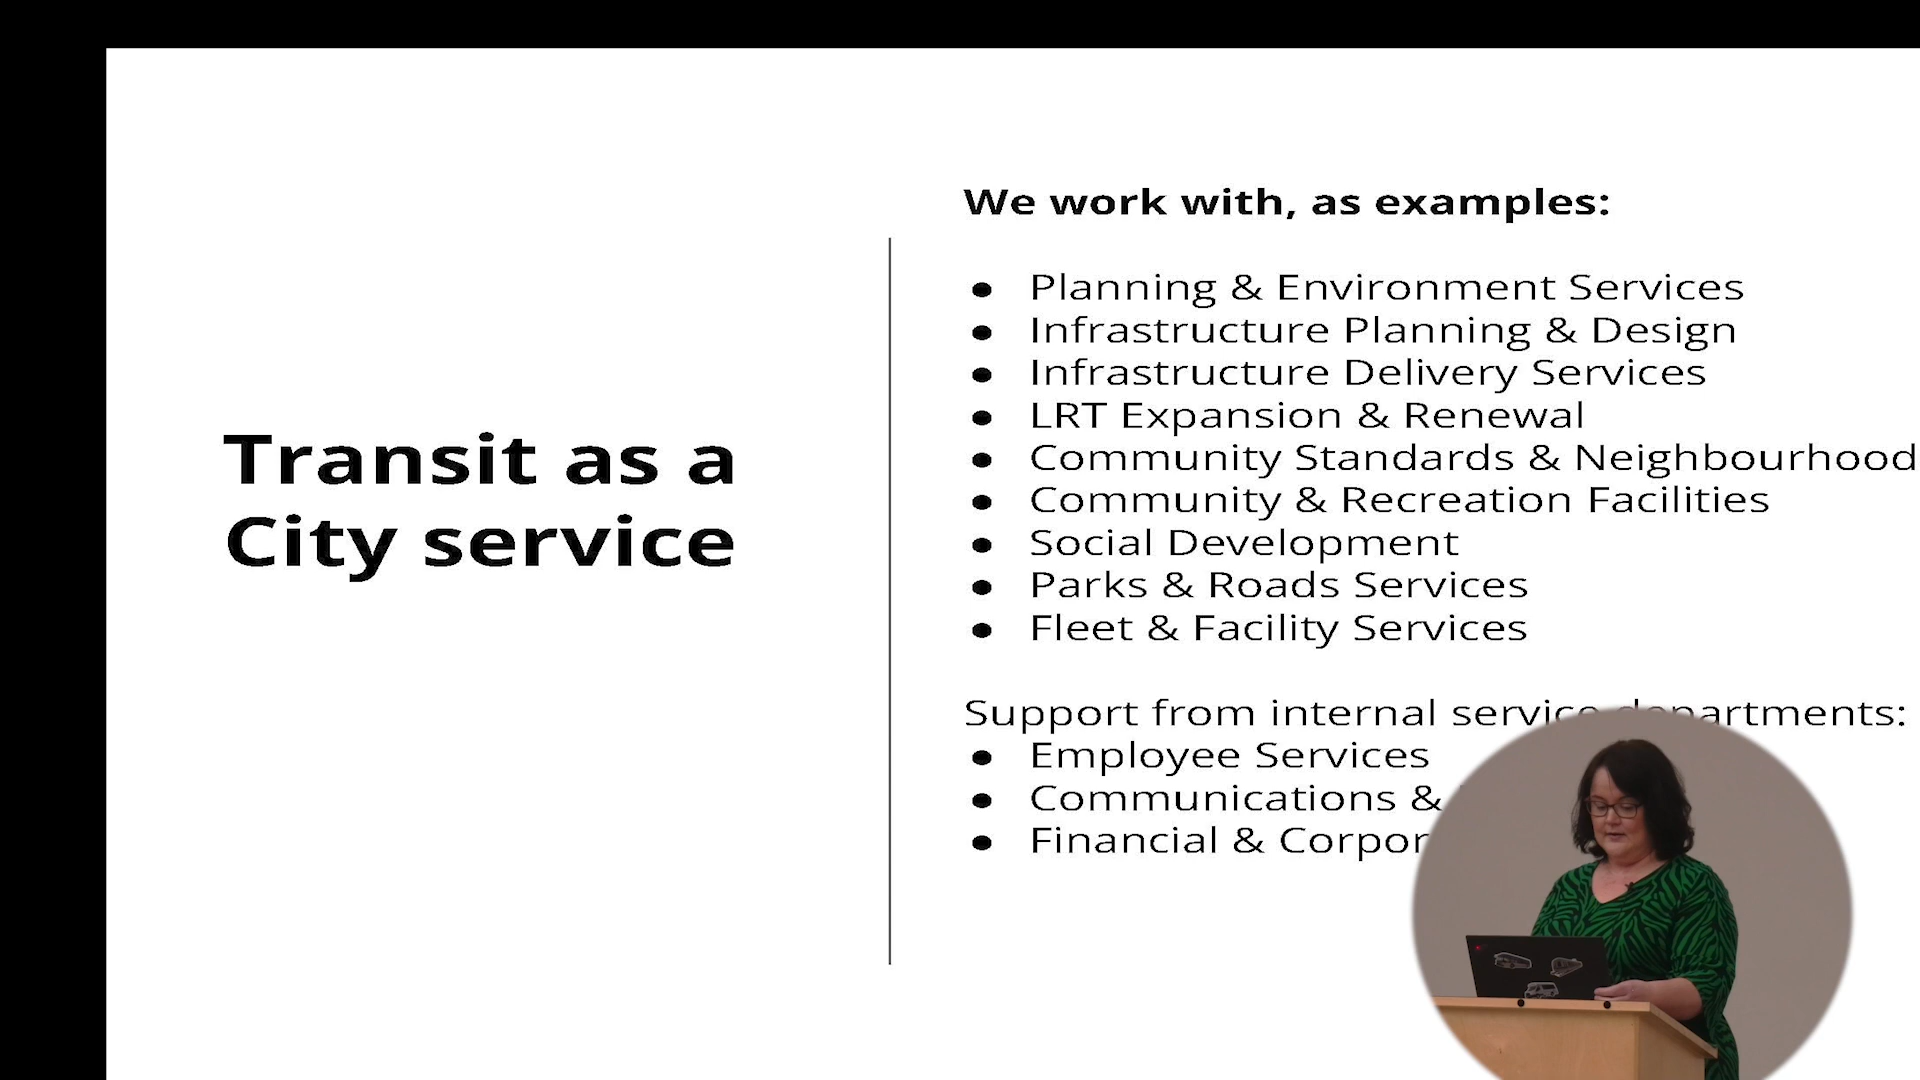 Transit as a
City service
We work with, as examples:
● Planning & Environment Services
● Infrastructure Planning & Design
● Infrastructure Delivery Services
● LRT Expansion & Renewal
● Community Standards & Neighbourhood
● Community & Recreation Facilities
● Social Development
● Parks & Roads Services
● Fleet & Facility Services
Support from internal service departments:
● Employee Services
● Communications &
● Financial &